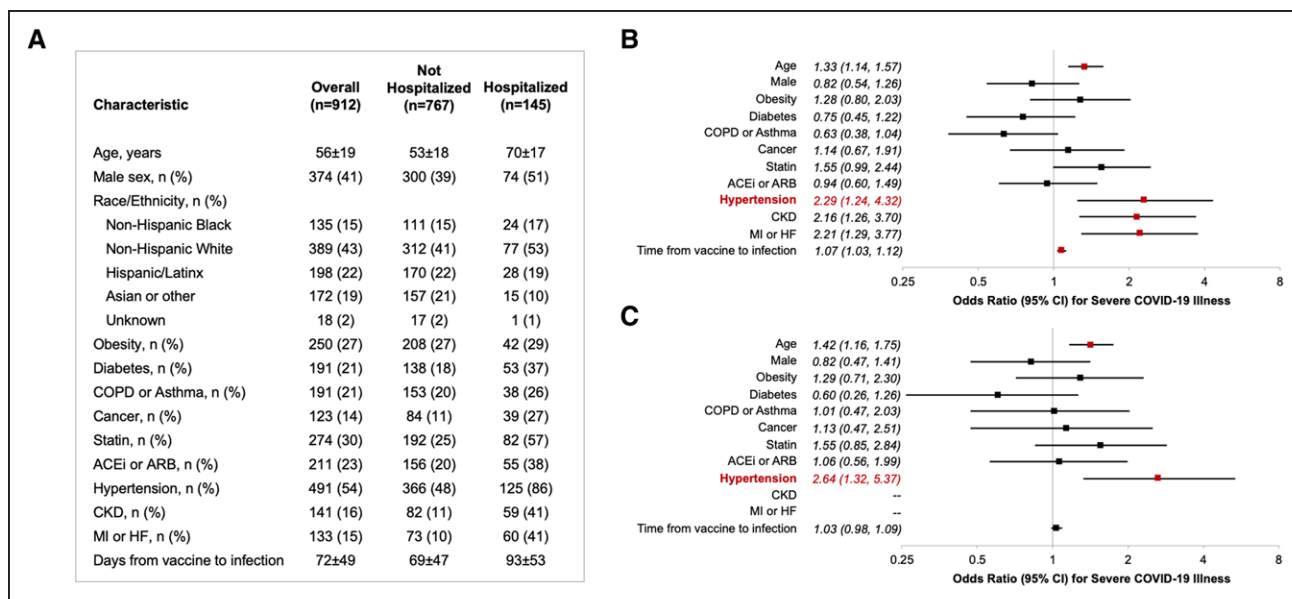 A
Characteristic Overall (n=912) Not Hospitalized (n=767) Hospitalized (n=145)
Age, years 56±19 53±18 70±17
Male sex, n (%) 374 (41) 300 (39) 74 (51)
Race/Ethnicity, n (%)
Non-Hispanic Black 135 (15) 111 (15) 24 (17)
Non-Hispanic White 389 (43) 312 (41) 77 (53)
Hispanic/Latinx 198 (22) 170 (22) 28 (19)
Asian or other 172 (19) 157 (21) 15 (10)
Unknown 18 (2) 17 (2) 1 (1)
Obesity, n (%) 250 (27) 208 (27) 42 (29)
Diabetes, n (%) 191 (21) 138 (18) 53 (37)
COPD or Asthma, n (%) 191 (21) 153 (20) 38 (26)
Cancer, n (%) 123 (14) 84 (11) 39 (27)
Statin, n (%) 274 (30) 192 (25) 82 (57)
ACEi or ARB, n (%) 211 (23) 156 (20) 55 (38)
Hypertension, n (%) 491 (54) 366 (48) 125 (86)
CKD, n (%) 141 (16) 82 (11) 59 (41)
MI or HF, n (%) 133 (15) 73 (10) 60 (41)
Days from vaccine to infection 72±49 69±47 93±53
B
Age 1.33 (1.14, 1.57)
Male 0.82 (0.54, 1.26)
Obesity 1.28 (0.80, 2.03)
Diabetes 0.75 (0.45, 1.22)
COPD or Asthma 0.63 (0.38, 1.04)
Cancer 1.14 (0.67, 1.91)
Statin 1.55 (0.99, 2.44)
ACEi or ARB 0.94 (0.60, 1.49)
Hypertension 2.29 (1.24, 4.32)
CKD 2.16 (1.26, 3.70)
MI or HF 2.21 (1.29, 3.77)
Time from vaccine to infection 1.07 (1.03, 1.12)
0.25 0.5 1 2 4 8
Odds Ratio (95% CI) for Severe COVID-19 Illness
C
Age 1.42 (1.16, 1.75)
Male 0.82 (0.47, 1.41)
Obesity 1.29 (0.71, 2.30)
Diabetes 0.60 (0.26, 1.26)
COPD or Asthma 1.01 (0.47, 2.03)
Cancer 1.13 (0.47, 2.51)
Statin 1.55 (0.85, 2.84)
ACEi or ARB 1.06 (0.56, 1.99)
Hypertension 2.64 (1.32, 5.37)
CKD --
MI or HF --
Time from vaccine to infection 1.03 (0.98, 1.09)
0.25 0.5 1 2 4 8
Odds Ratio (95% CI) for Severe COVID-19 Illness